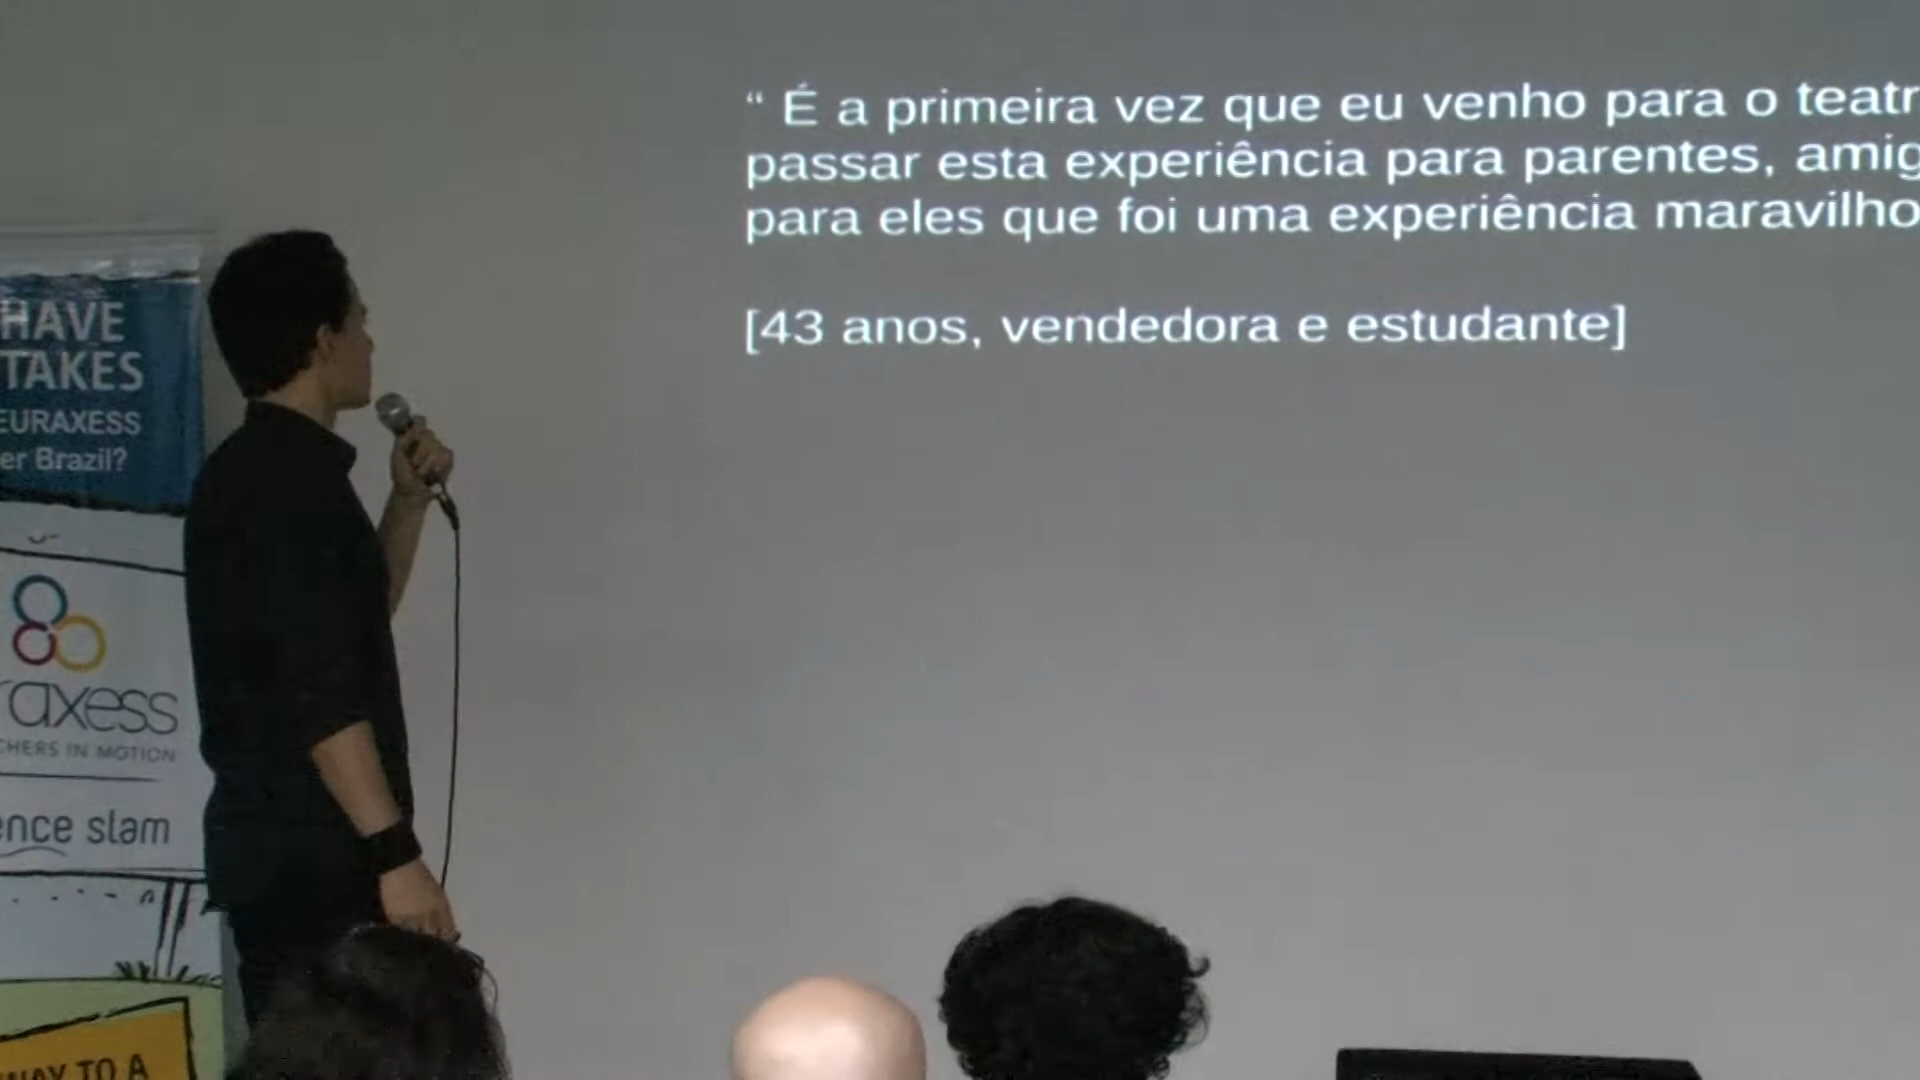 “ É a primeira vez que eu venho para o teatr
passar esta experiência para parentes, amig
para eles que foi uma experiência maravilho
[43 anos, vendedora e estudante]
HAVE
TAKES
EURAXESS
er Brazil?
raxess
CHERS IN MOTION
ence slam
WAY TO A